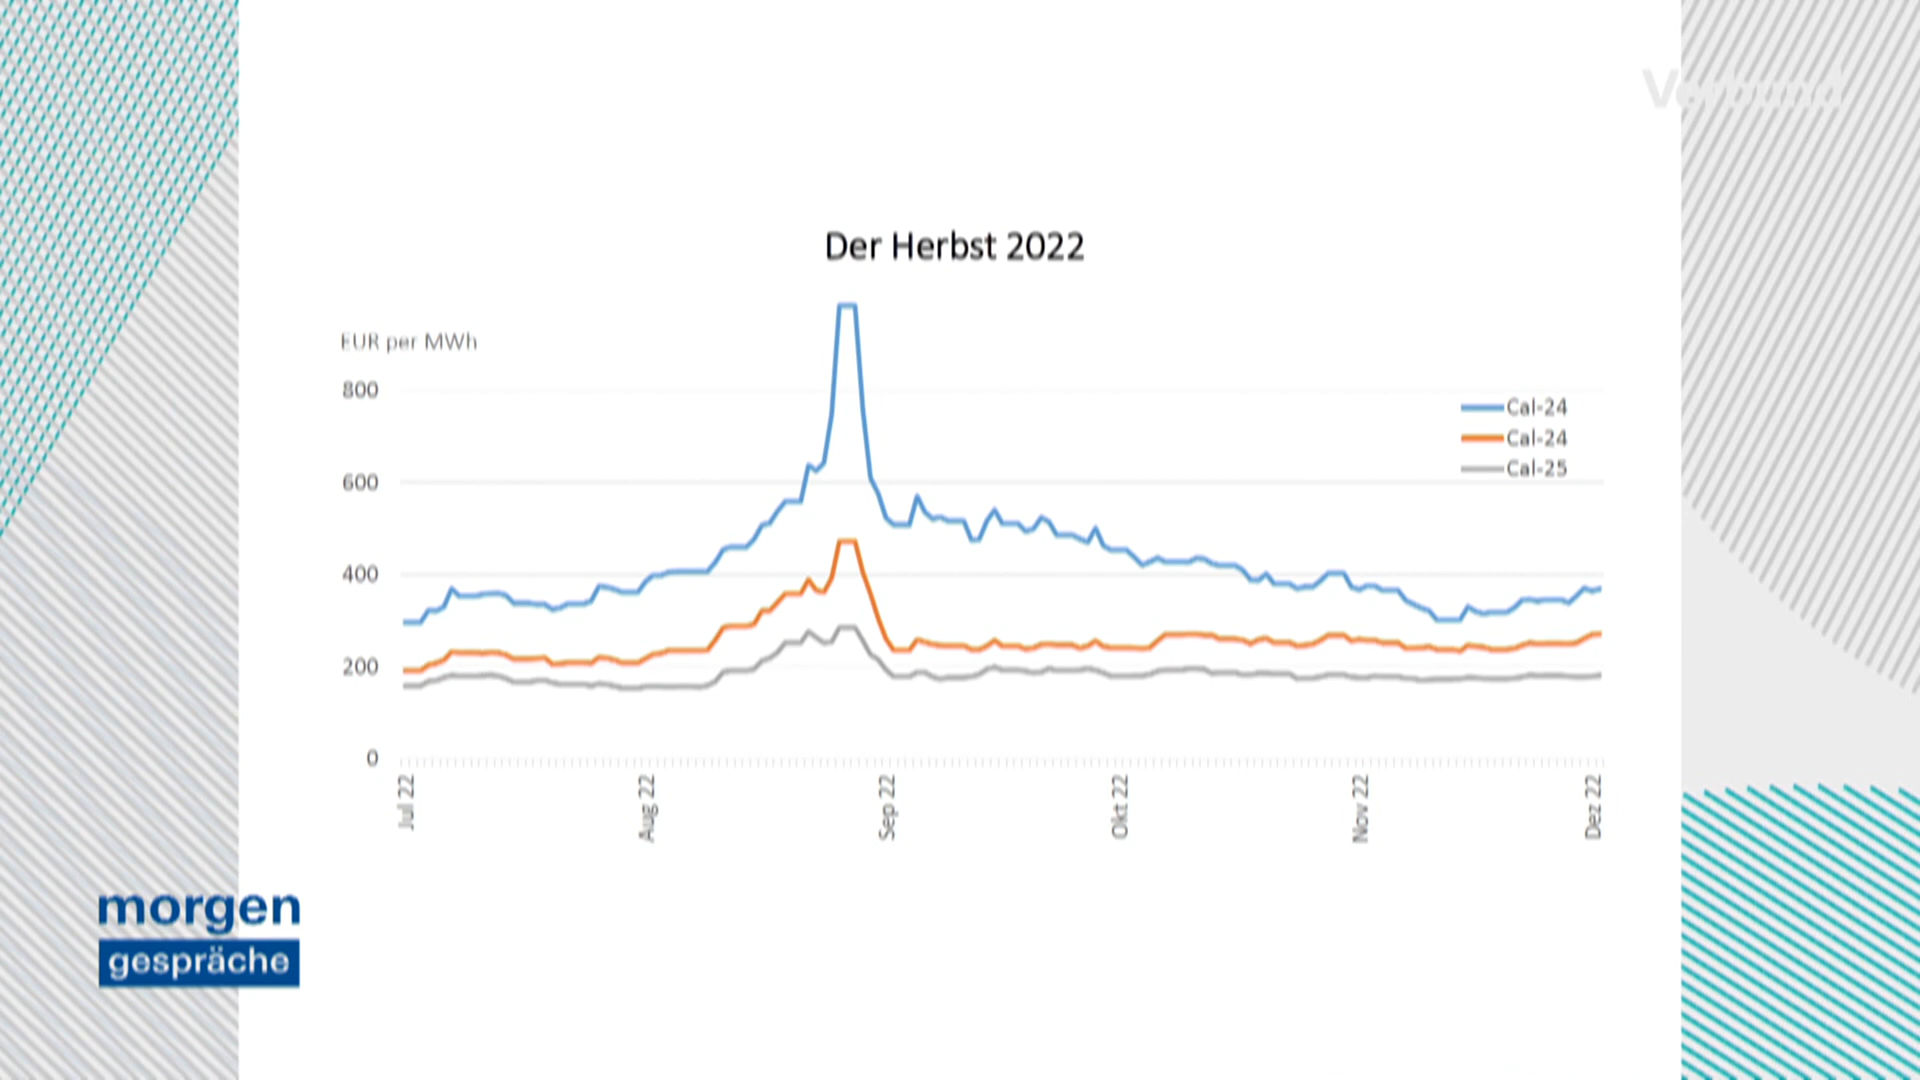 Verbund
Der Herbst 2022
EUR per MWh
800
600
400
200
0
Cal-24
Cal-24
Cal-25
Jul 22
Aug 22
Sep 22
Okt 22
Nov 22
Dez 22
morgen
gespräche